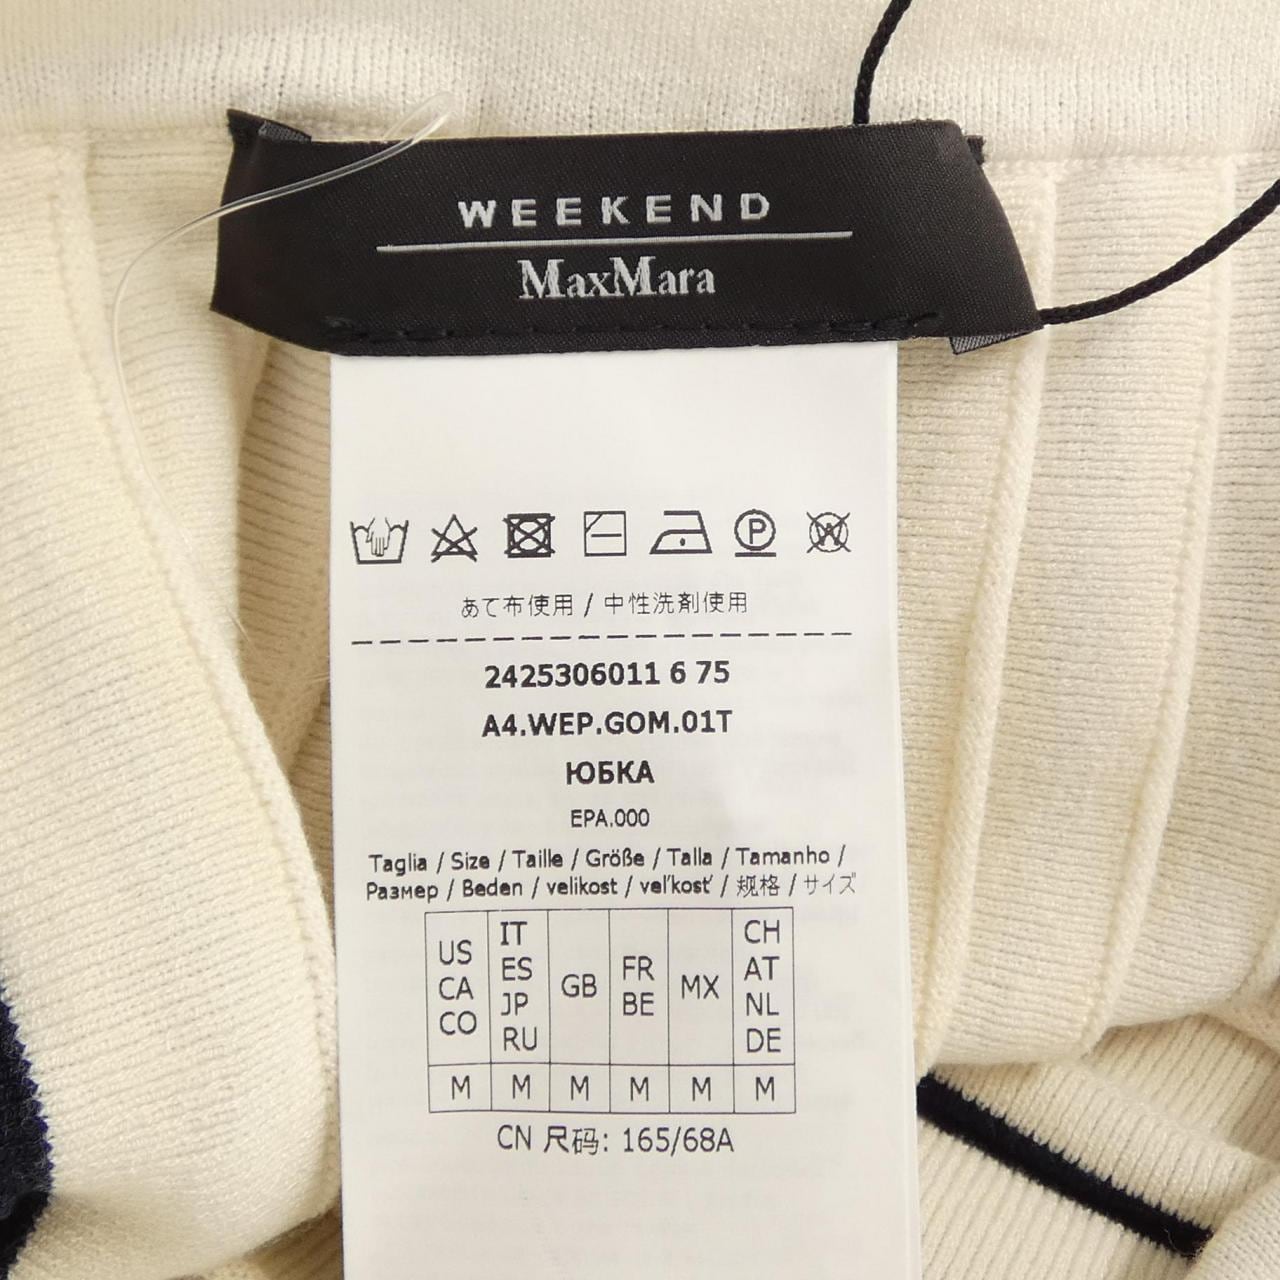 WEEKEND
MaxMara
P
W
あて布使用 / 中性洗剤使用
2425306011 6 75
A4.WEP.GOM.01T
ЮБКА
EPA.000
Taglia / Size / Taille / Größe / Talla / Tamanho /
Размер / Beden / velikost / veľkosť / 规格 / サイズ
US CA CO
IT ES JP RU
GB
FR BE
MX
CH AT NL DE
M M M M M M
CN 尺码: 165/68A